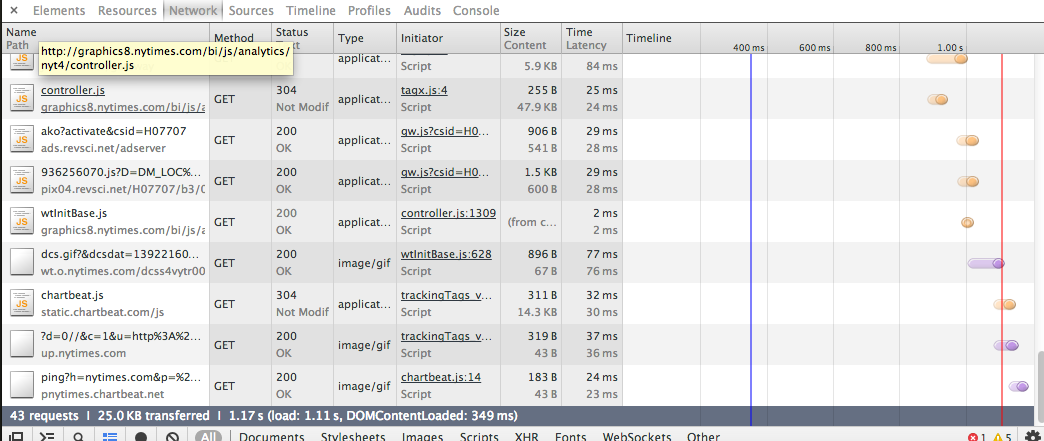 × Elements Resources Network Sources Timeline Profiles Audits Console
Name Method Status Type Initiator Size Time Timeline
Path Content Latency 400 ms 600 ms 800 ms 1.00 s
http://graphics8.nytimes.com/bi/js/analytics/
nyt4/controller.js
JS applicat... Script 5.9 KB 84 ms
controller.js 304 tagx.js:4 255 B 25 ms
JS graphics8.nytimes.com/bi/js/a GET Not Modif applicat... Script 47.9 KB 24 ms
ako?activate&csid=H07707 200 gw.js?csid=H0... 906 B 29 ms
JS ads.revsci.net/adserver GET OK applicat... Script 541 B 28 ms
936256070.js?D=DM_LOC%... 200 gw.js?csid=H0... 1.5 KB 29 ms
JS pix04.revsci.net/H07707/b3/0 GET OK applicat... Script 600 B 28 ms
wtInitBase.js 200 controller.js:1309 (from c... 2 ms
JS graphics8.nytimes.com/bi/js/a GET OK applicat... Script 2 ms
dcs.gif?&dcsdat=13922160... 200 wtInitBase.js:628 896 B 77 ms
wt.o.nytimes.com/dcss4yytr00 GET OK image/gif Script 67 B 76 ms
chartbeat.js 304 trackingTags_v... 311 B 32 ms
JS static.chartbeat.com/js GET Not Modif applicat... Script 14.3 KB 30 ms
?d=0//&c=1&u=http%3A%2... 200 trackingTags_v... 319 B 37 ms
up.nytimes.com GET OK image/gif Script 43 B 36 ms
ping?h=nytimes.com&p=%2... 200 chartbeat.js:14 183 B 24 ms
pnytimes.chartbeat.net GET OK image/gif Script 43 B 23 ms
43 requests | 25.0 KB transferred | 1.17 s (load: 1.11 s, DOMContentLoaded: 349 ms)
All Documents Stylesheets Images Scripts XHR Fonts WebSockets Other 1 5